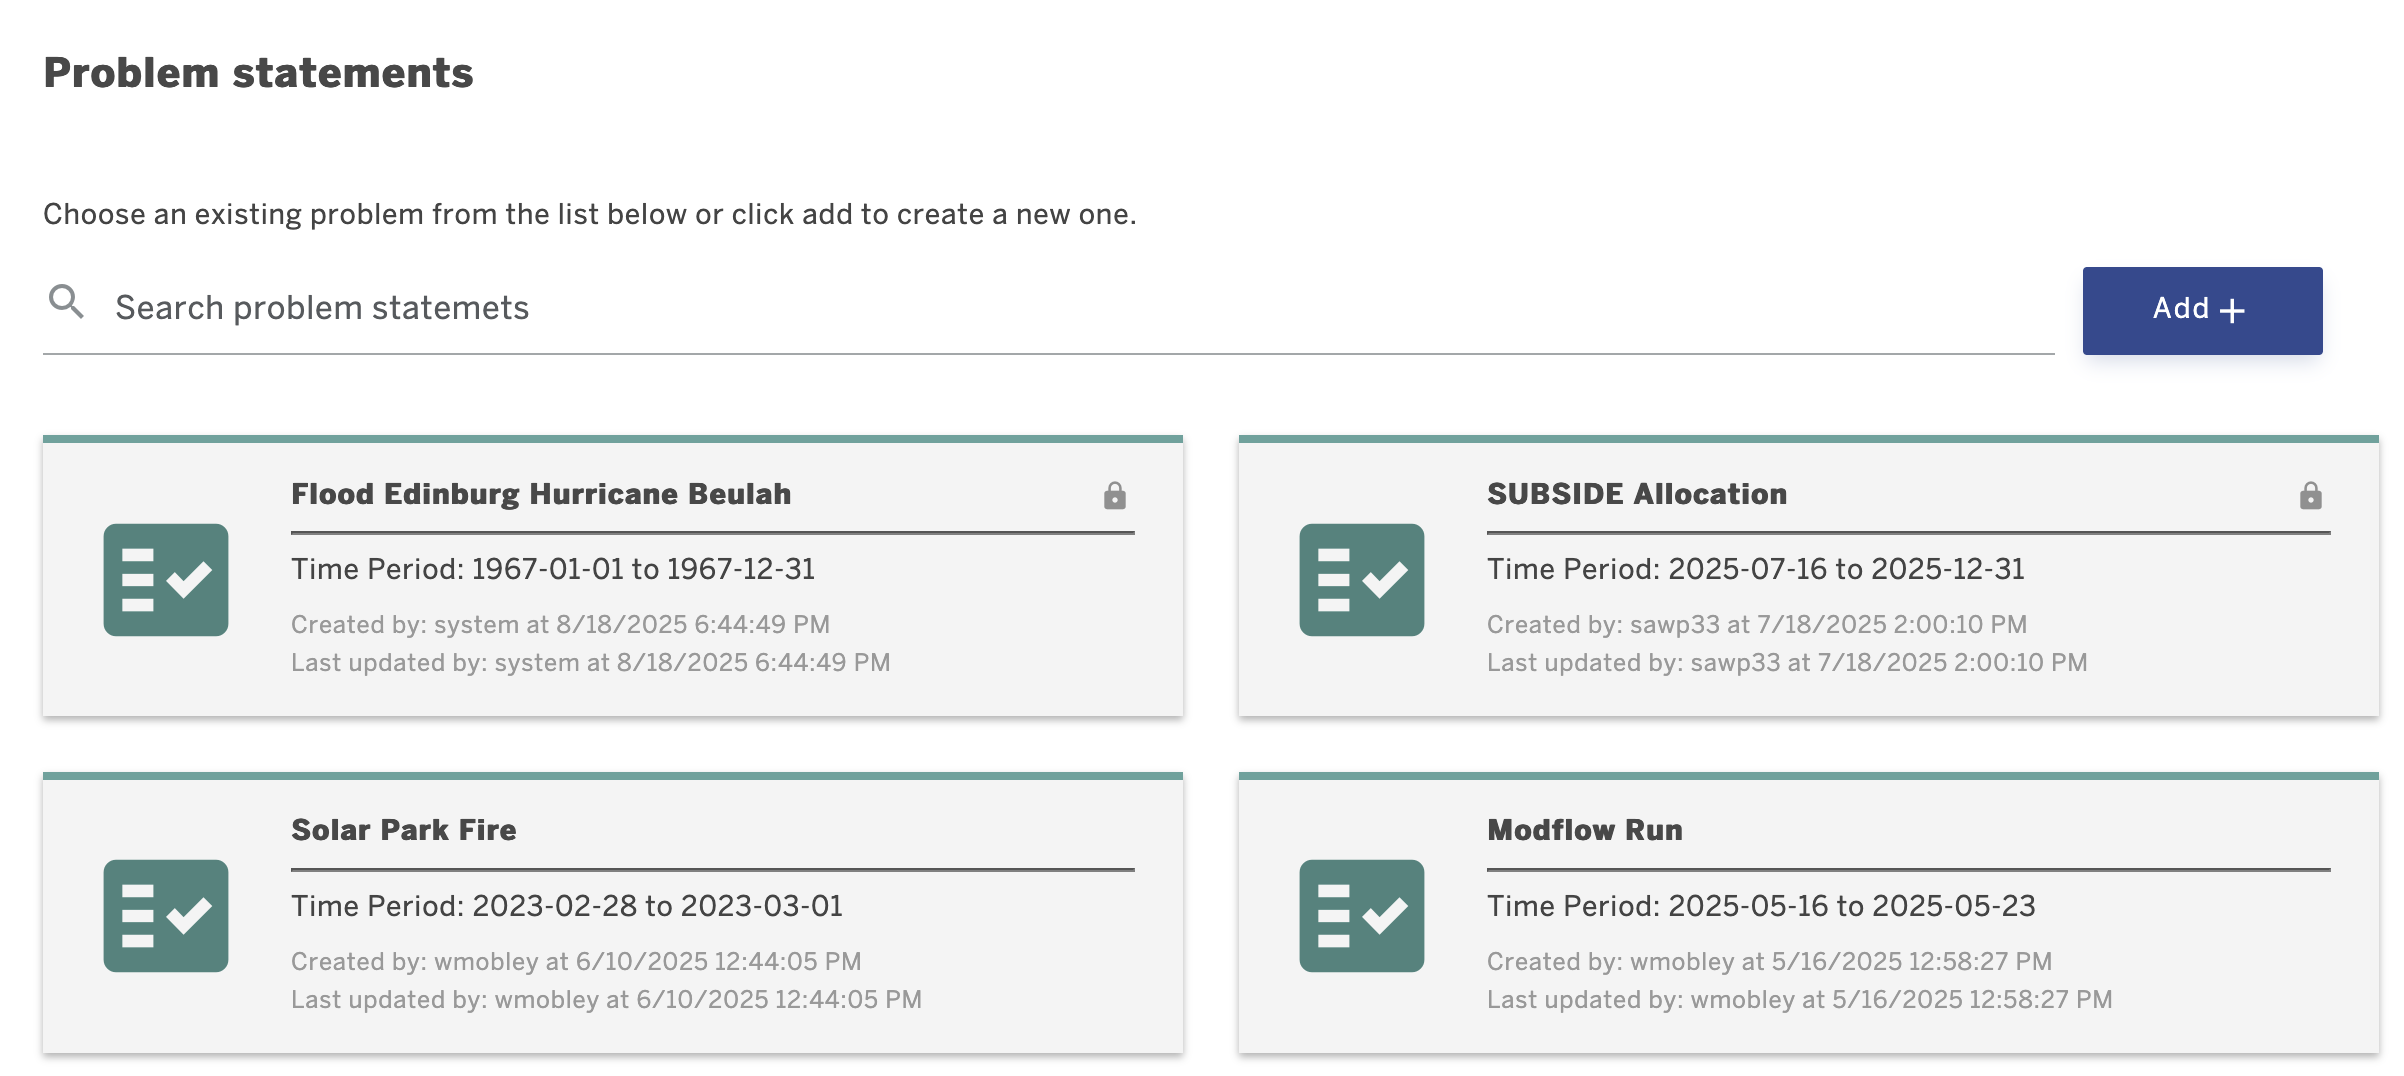 Problem statements
Choose an existing problem from the list below or click add to create a new one.
Search problem statemets
Add +
Flood Edinburg Hurricane Beulah
Time Period: 1967-01-01 to 1967-12-31
Created by: system at 8/18/2025 6:44:49 PM
Last updated by: system at 8/18/2025 6:44:49 PM
SUBSIDE Allocation
Time Period: 2025-07-16 to 2025-12-31
Created by: sawp33 at 7/18/2025 2:00:10 PM
Last updated by: sawp33 at 7/18/2025 2:00:10 PM
Solar Park Fire
Time Period: 2023-02-28 to 2023-03-01
Created by: wmobley at 6/10/2025 12:44:05 PM
Last updated by: wmobley at 6/10/2025 12:44:05 PM
Modflow Run
Time Period: 2025-05-16 to 2025-05-23
Created by: wmobley at 5/16/2025 12:58:27 PM
Last updated by: wmobley at 5/16/2025 12:58:27 PM